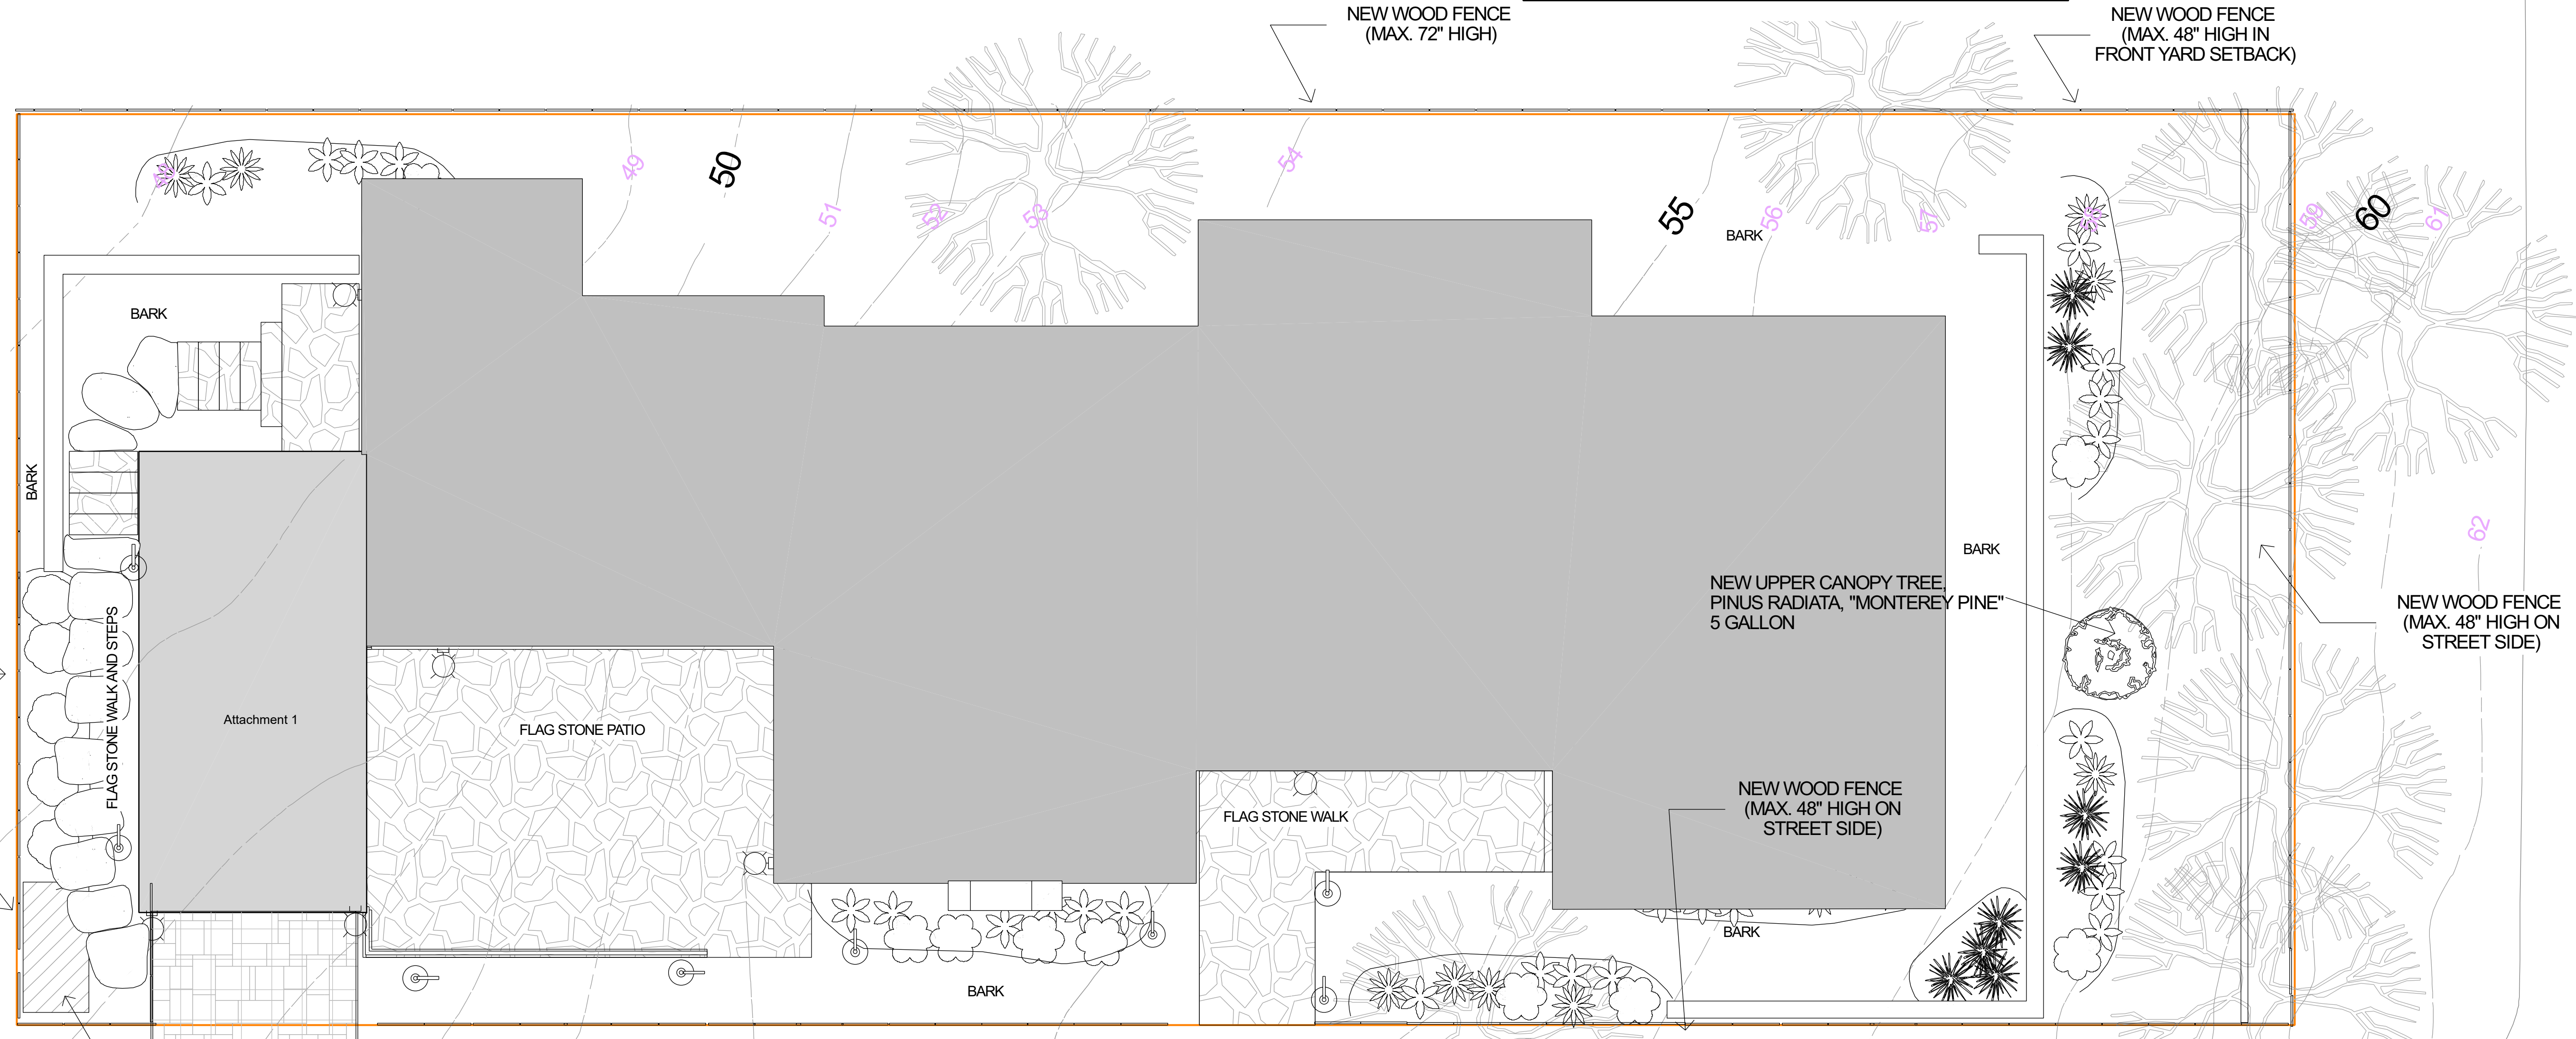 NEW WOOD FENCE
(MAX. 72" HIGH)
NEW WOOD FENCE
(MAX. 48" HIGH IN
FRONT YARD SETBACK)
49
50
51
52
53
54
55
56
57
59
60
61
62
BARK
BARK
BARK
BARK
NEW UPPER CANOPY TREE,
PINUS RADIATA, "MONTEREY PINE"
5 GALLON
NEW WOOD FENCE
(MAX. 48" HIGH ON
STREET SIDE)
FLAG STONE WALK AND STEPS
Attachment 1
FLAG STONE PATIO
FLAG STONE WALK
NEW WOOD FENCE
(MAX. 48" HIGH ON
STREET SIDE)
BARK
BARK